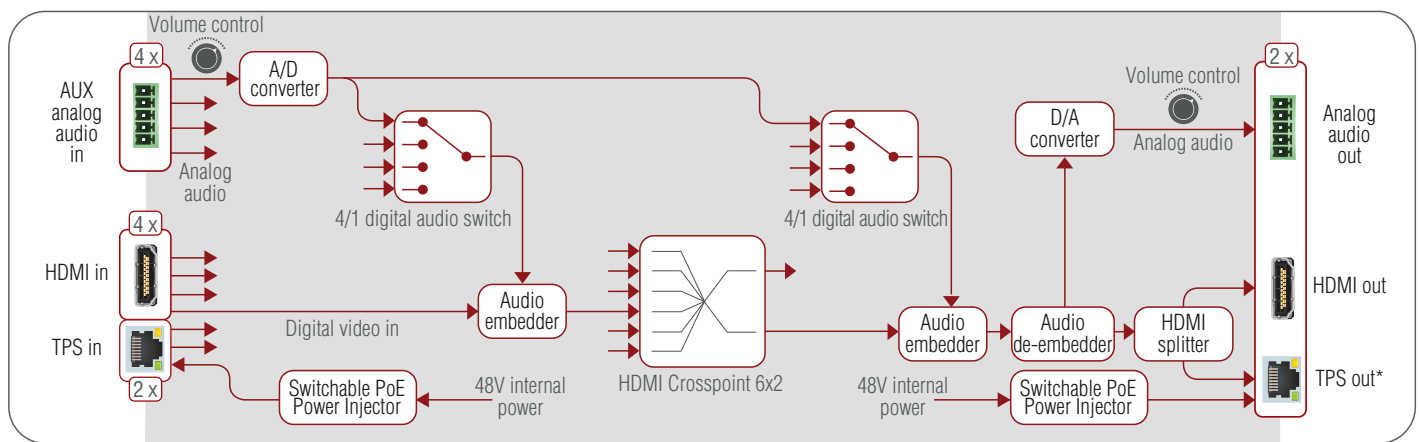 Volume control
4 x
AUX
analog
audio
in
A/D
converter
Analog
audio
4/1 digital audio switch
4 x
HDMI in
Digital video in
Audio
embedder
TPS in
2 x
Switchable PoE
Power Injector
48V internal
power
HDMI Crosspoint 6x2
4/1 digital audio switch
Audio
embedder
Audio
de-embedder
HDMI
splitter
D/A
converter
Volume control
Analog audio
48V internal
power
Switchable PoE
Power Injector
2 x
Analog
audio
out
HDMI out
TPS out*